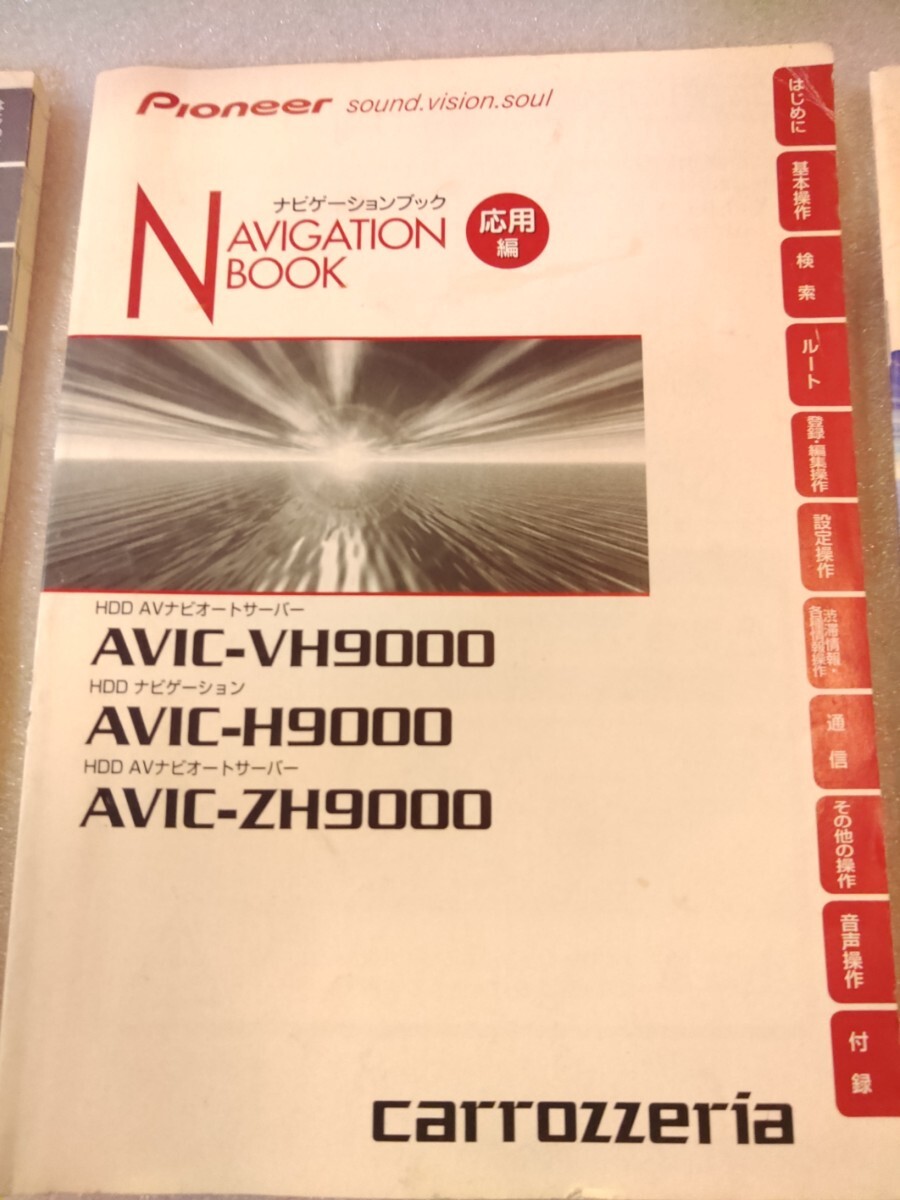 Pioneer sound.vision.soul
ナビゲーションブック
NAVIGATION
BOOK
応用
編
HDD AVナビオートサーバー
AVIC-VH9000
HDD ナビゲーション
AVIC-H9000
HDD AVナビオートサーバー
AVIC-ZH9000
carrozzeria
はじめに
基本操作
検索
ルート
登録・編集操作
設定操作
渋滞情報・
各種情報操作
通信
その他の操作
音声操作
付録